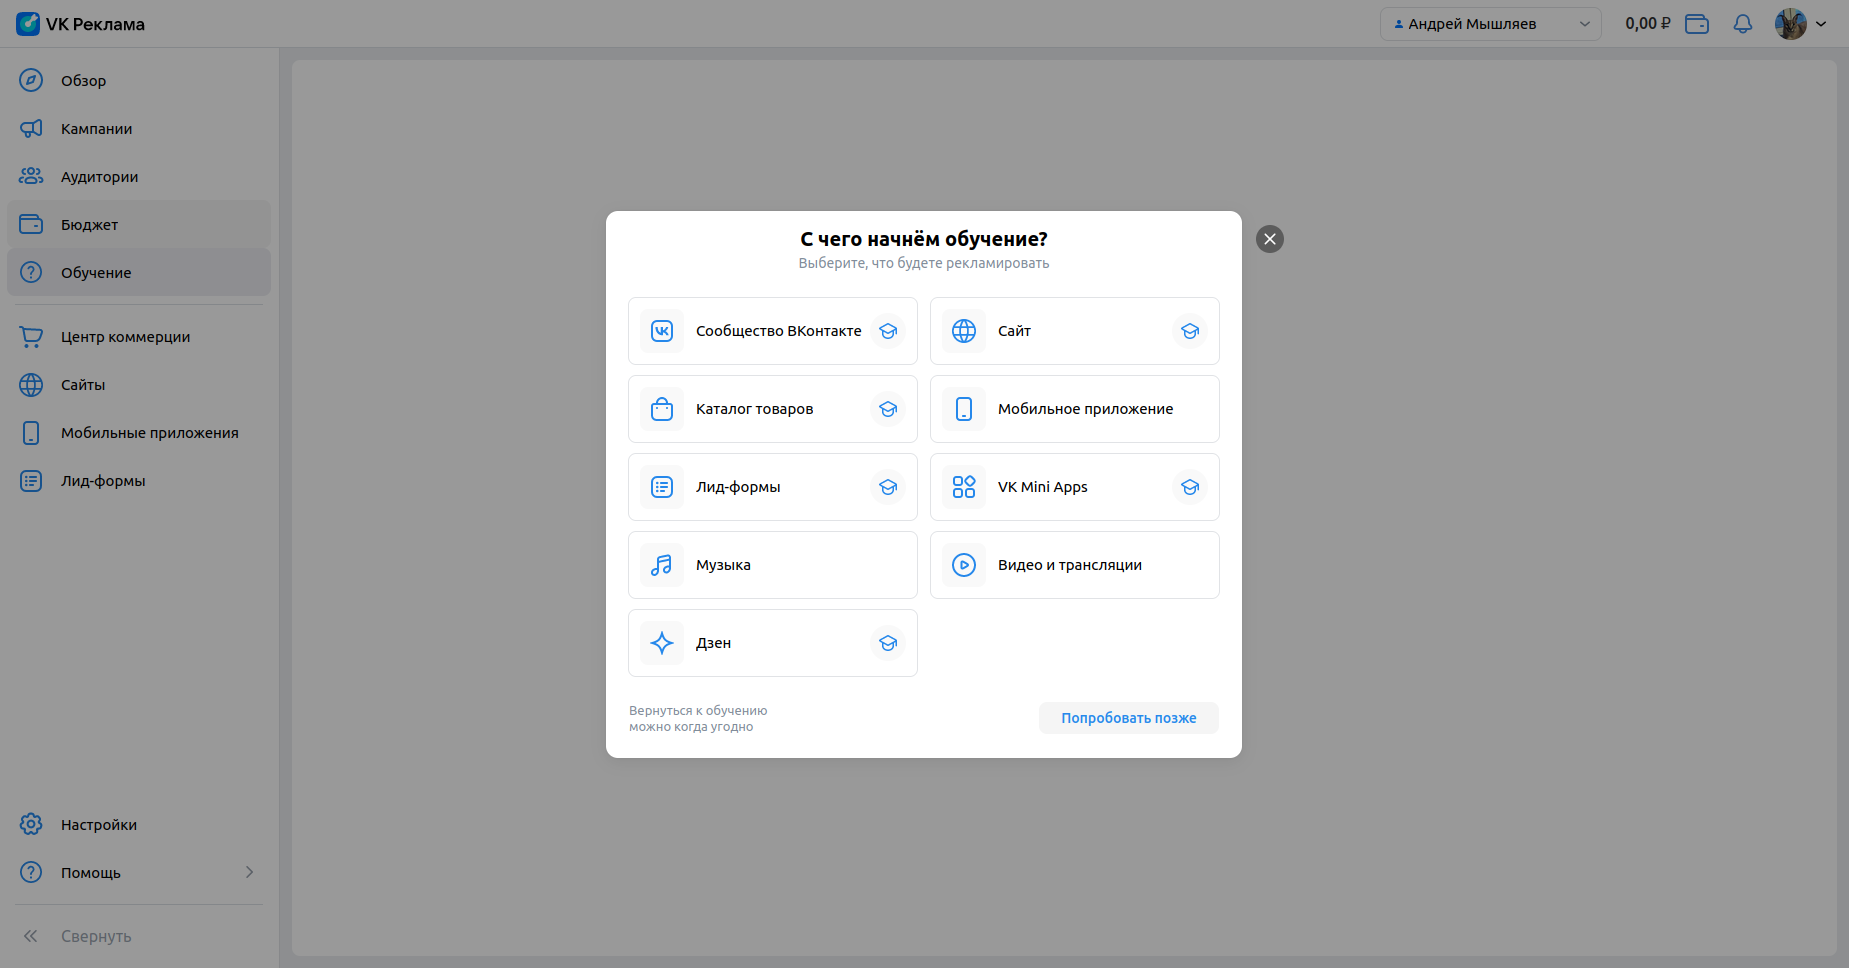 VK Реклама
Андрей Мышляев
0,00 ₽
Обзор
Кампании
Аудитории
Бюджет
Обучение
Центр коммерции
Сайты
Мобильные приложения
Лид-формы
Настройки
Помощь
Свернуть
С чего начнём обучение?
Выберите, что будете рекламировать
Сообщество ВКонтакте
Сайт
Каталог товаров
Мобильное приложение
Лид-формы
VK Mini Apps
Музыка
Видео и трансляции
Дзен
Вернуться к обучению
можно когда угодно
Попробовать позже